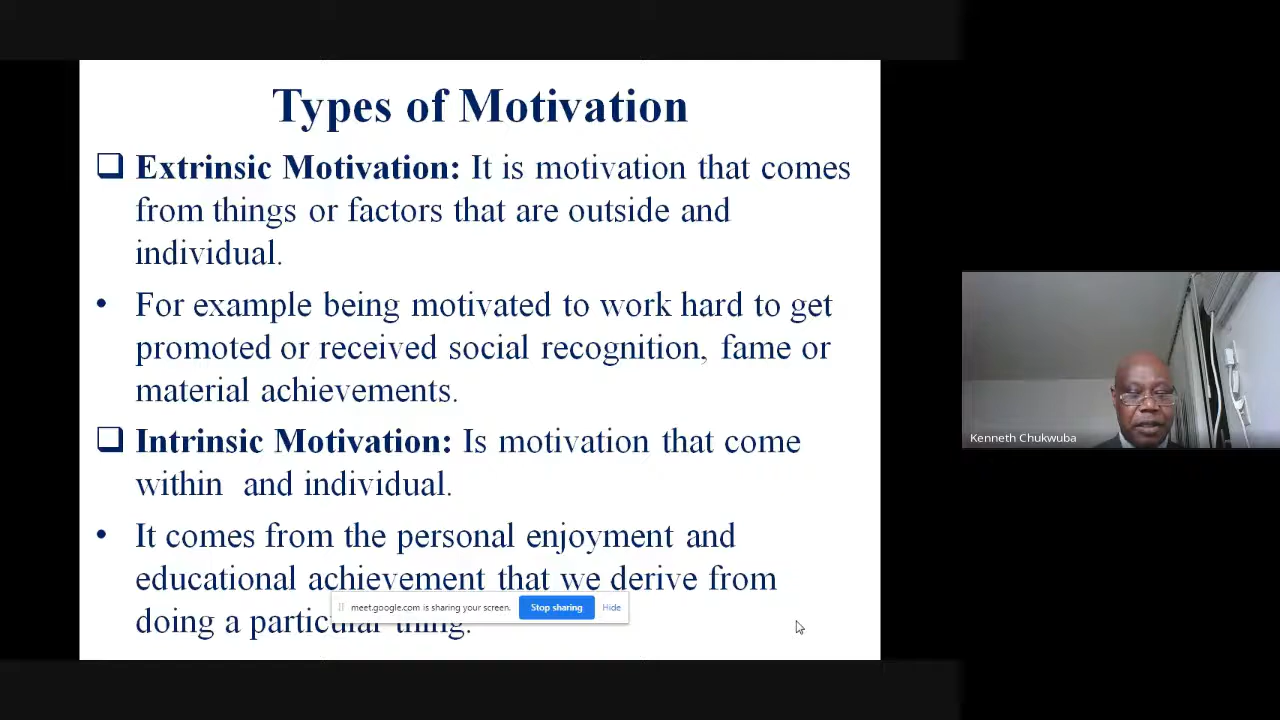 Types of Motivation
Extrinsic Motivation: It is motivation that comes
from things or factors that are outside and
individual.
• For example being motivated to work hard to get
promoted or received social recognition, fame or
material achievements.
Intrinsic Motivation: Is motivation that come
within and individual.
• It comes from the personal enjoyment and
educational achievement that we derive from
doing a particular thing.
meet.google.com is sharing your screen. Stop sharing Hide
Kenneth Chukwuba